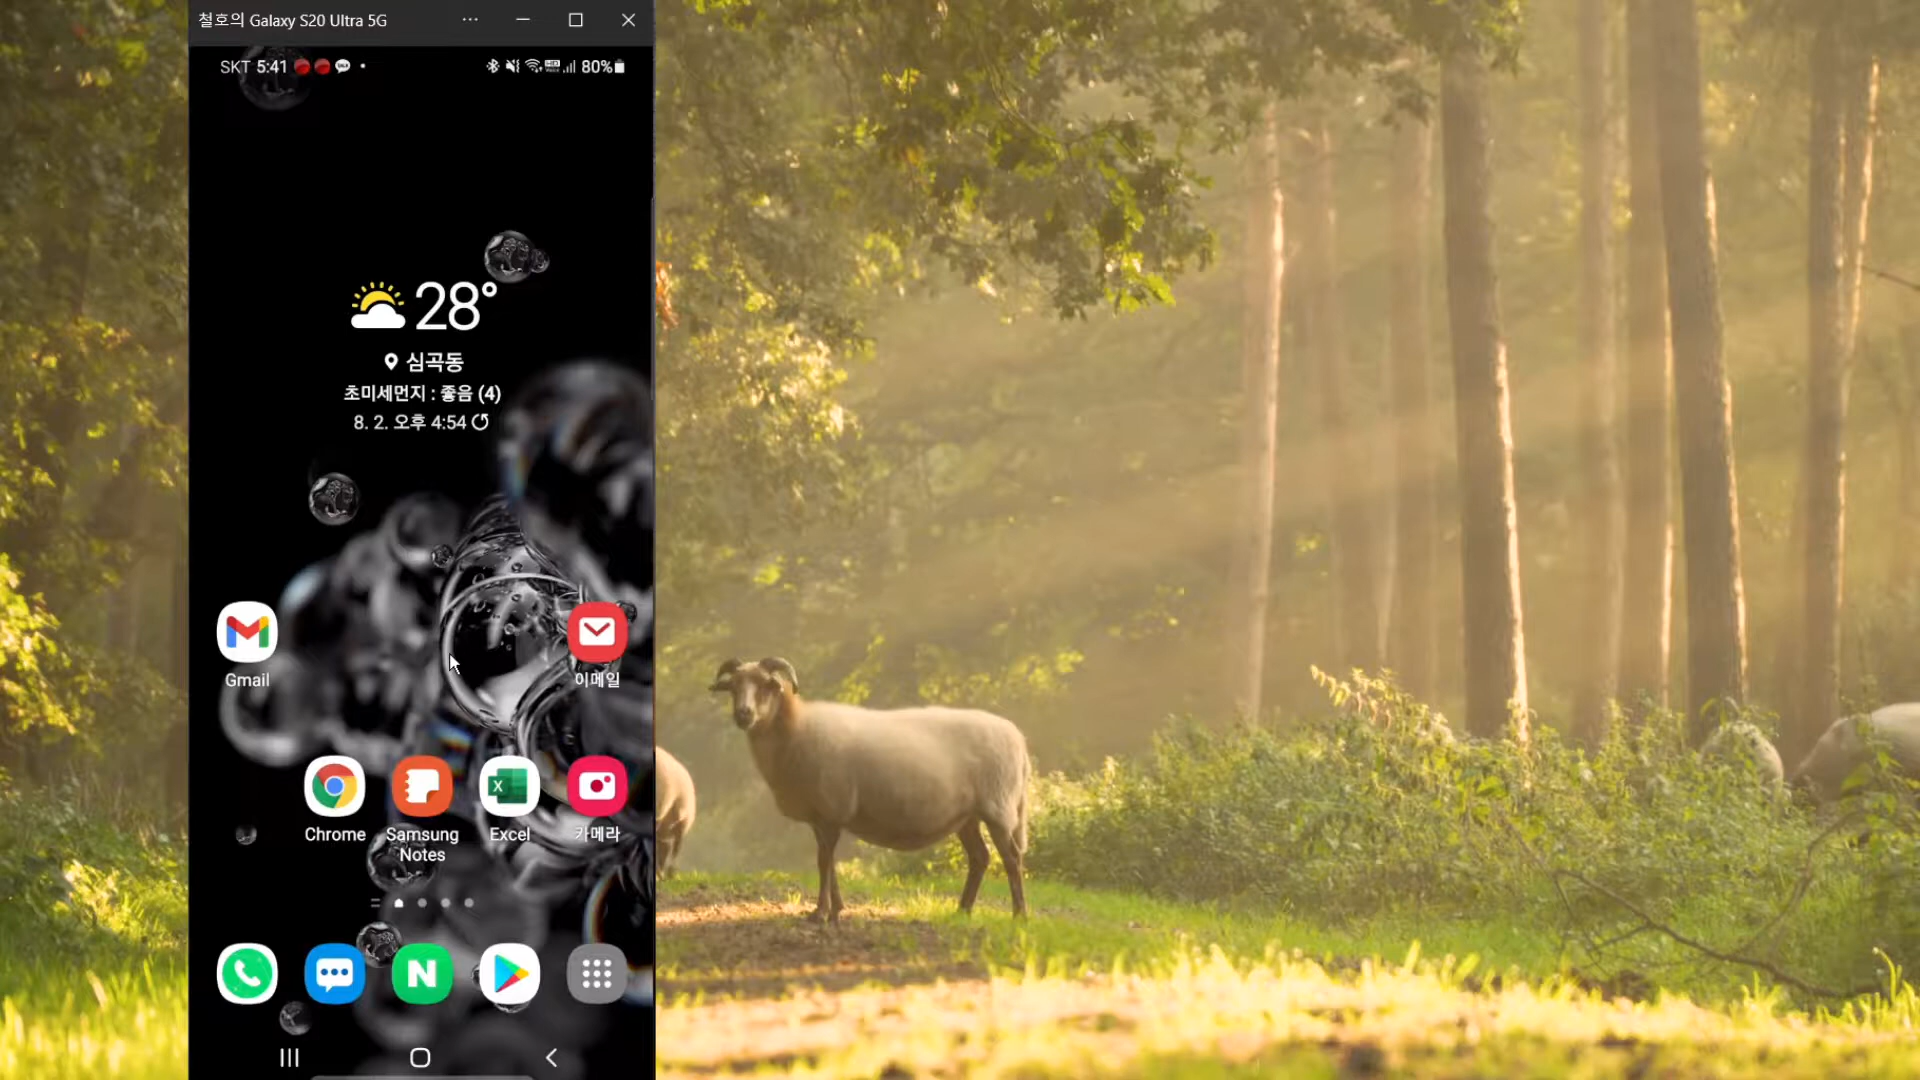 철호의 Galaxy S20 Ultra 5G
SKT 5:41 80%
28°
심곡동
초미세먼지 : 좋음 (4)
8. 2. 오후 4:54
Gmail 이메일
Chrome Samsung Notes Excel 카메라